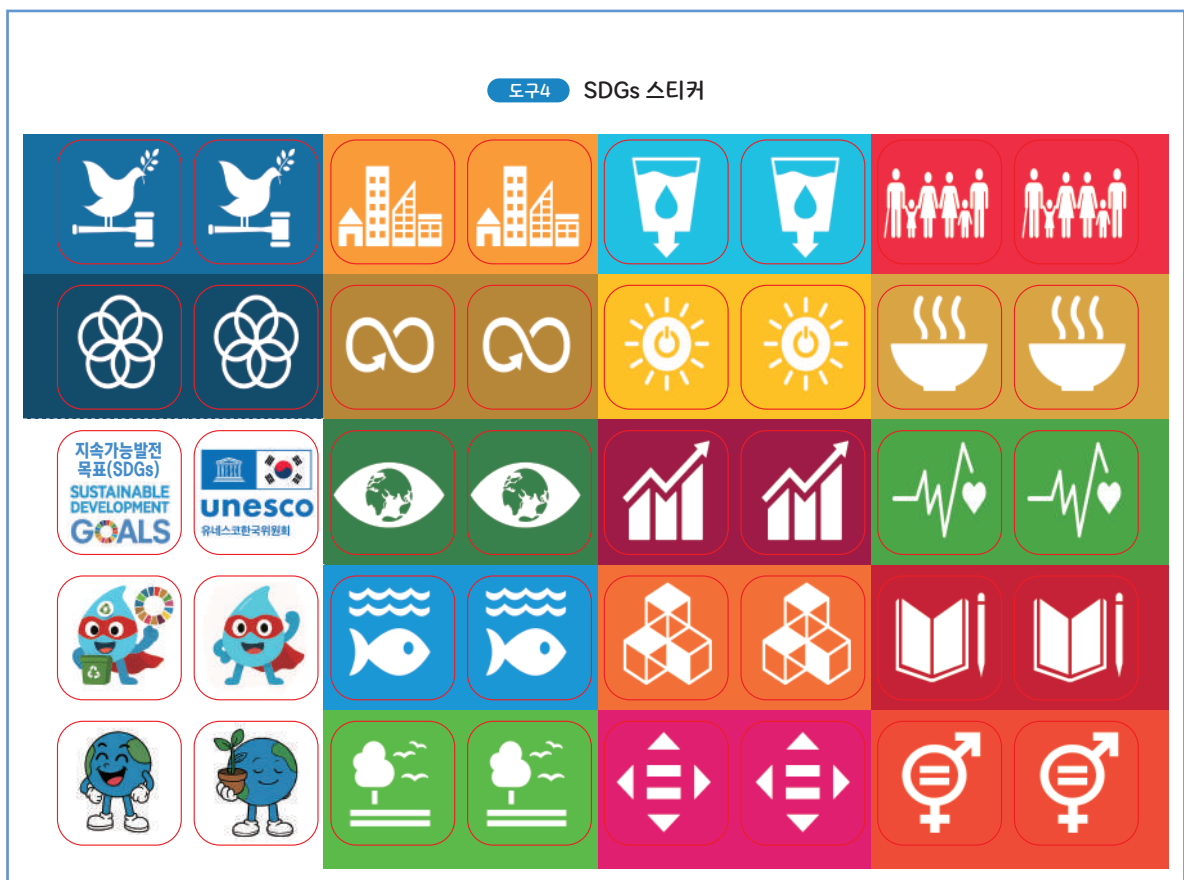 도구4 SDGs 스티커
지속가능발전
목표(SDGs)
SUSTAINABLE
DEVELOPMENT
GOALS
unesco
유네스코한국위원회